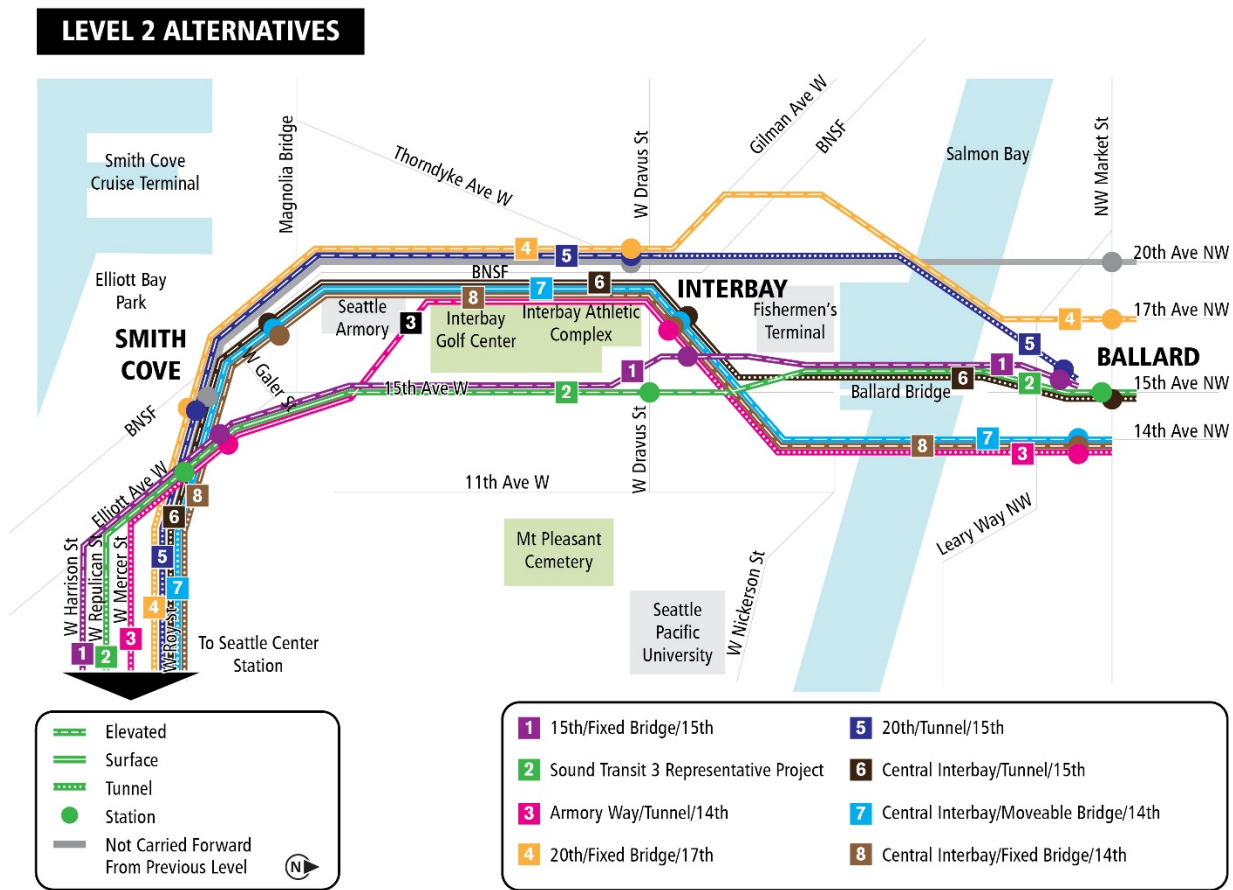 LEVEL 2 ALTERNATIVES
Smith Cove
Cruise Terminal
Magnolia Bridge
Thorndyke Ave W
W Dravus St
Gilman Ave W
BNSF
Salmon Bay
NW Market St
20th Ave NW
4
5
BNSF
6
7
8
3
INTERBAY
Elliott Bay
Park
Seattle
Armory
Interbay
Golf Center
Interbay Athletic
Complex
Fishermen's
Terminal
4
17th Ave NW
5
SMITH
COVE
W Galer St
1
1
BALLARD
15th Ave W
2
6
2
15th Ave NW
Ballard Bridge
BNSF
W Dravus St
8
7
3
14th Ave NW
Elliott Ave W
8
6
11th Ave W
Leary Way NW
Mt Pleasant
Cemetery
W Nickerson St
Seattle
Pacific
University
W Harrison St
W Republican St
W Mercer St
W Roy St
5
7
4
3
1
2
To Seattle Center
Station
Elevated
Surface
Tunnel
Station
Not Carried Forward
From Previous Level
N
1 15th/Fixed Bridge/15th
2 Sound Transit 3 Representative Project
3 Armory Way/Tunnel/14th
4 20th/Fixed Bridge/17th
5 20th/Tunnel/15th
6 Central Interbay/Tunnel/15th
7 Central Interbay/Moveable Bridge/14th
8 Central Interbay/Fixed Bridge/14th